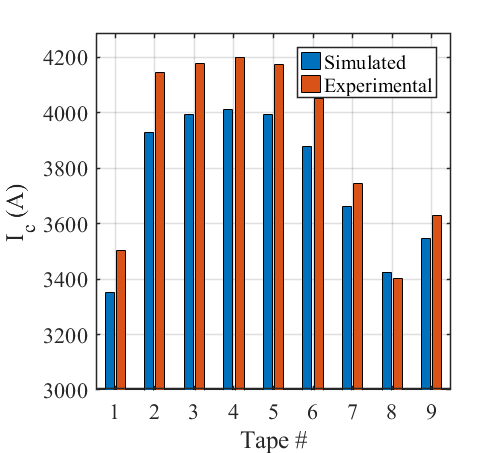 4200
4000
3800
3600
3400
3200
3000
I_c (A)
Simulated
Experimental
1 2 3 4 5 6 7 8 9
Tape #